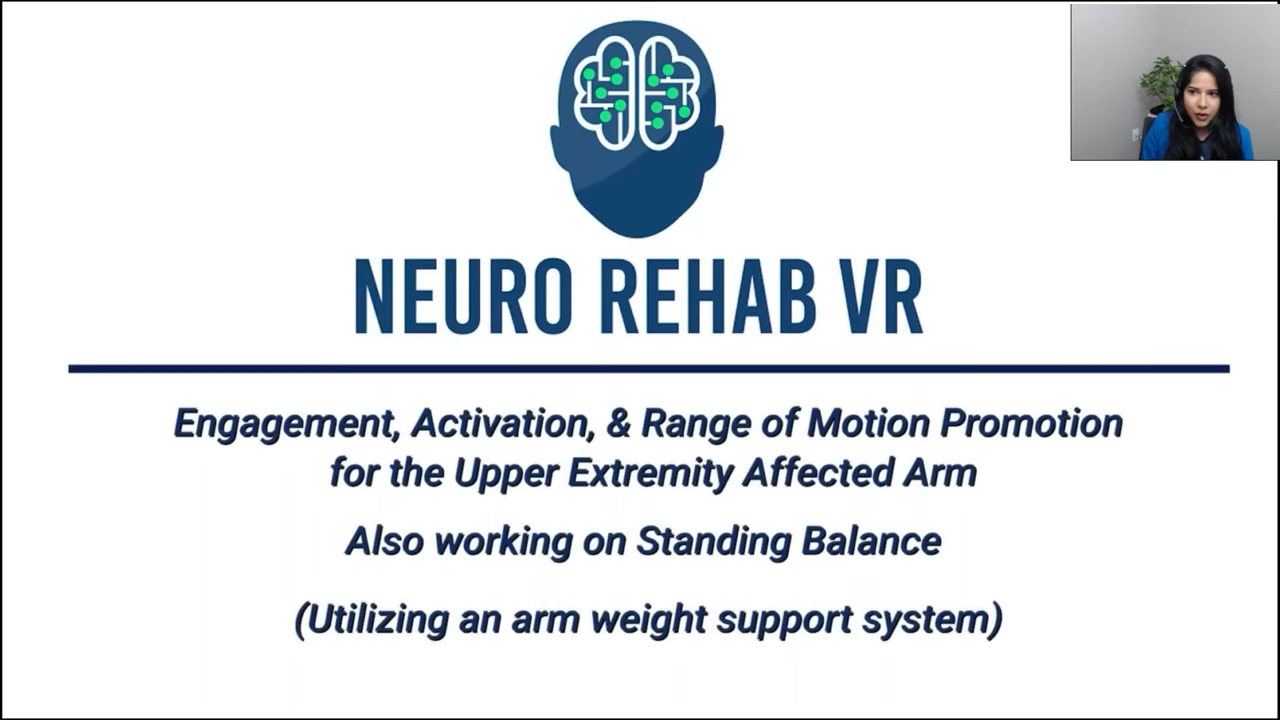 NEURO REHAB VR
Engagement, Activation, & Range of Motion Promotion
for the Upper Extremity Affected Arm
Also working on Standing Balance
(Utilizing an arm weight support system)